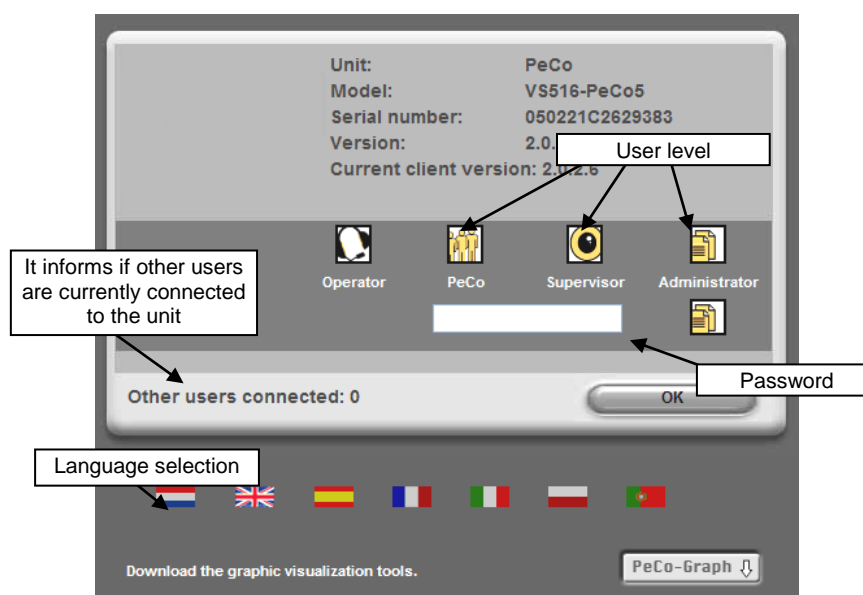 Unit: PeCo
Model: VS516-PeCo5
Serial number: 050221C2629383
Version: 2.0.
User level
Current client version: 2.0.2.6
It informs if other users
are currently connected
to the unit
Operator PeCo Supervisor Administrator
Other users connected: 0
OK
Password
Language selection
Download the graphic visualization tools.
PeCo-Graph